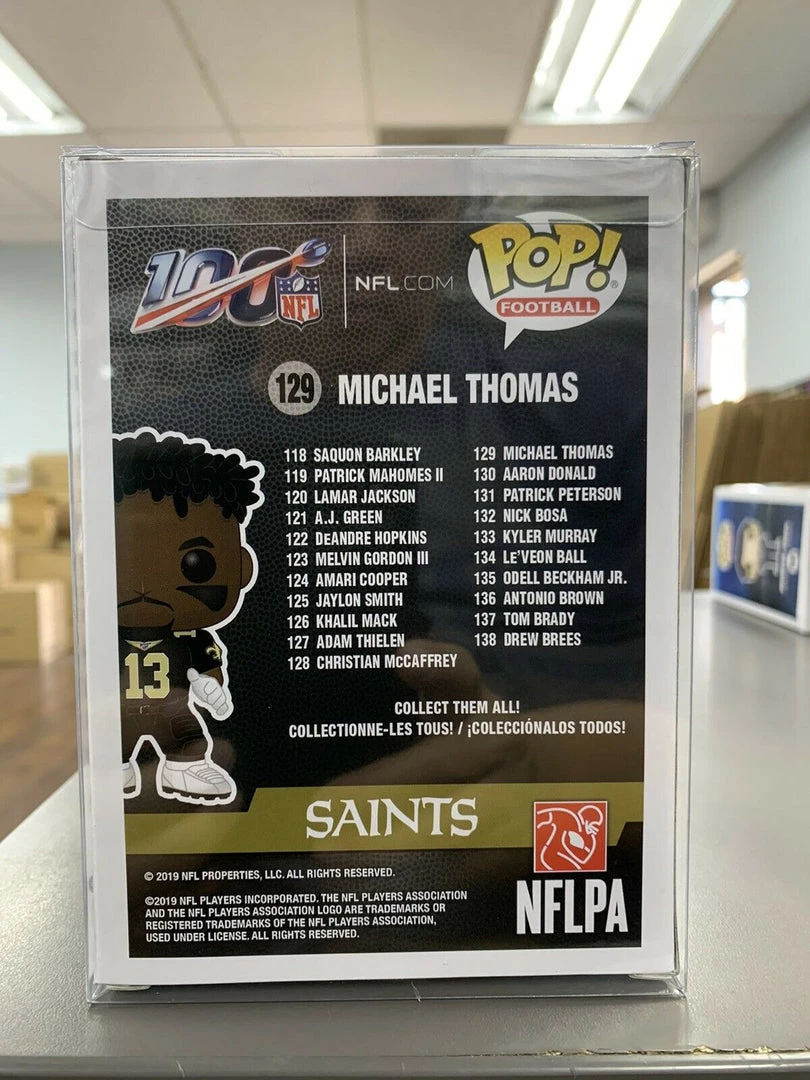 100
NFL
NFL.COM
POP!®
FOOTBALL
129 MICHAEL THOMAS
118 SAQUON BARKLEY
119 PATRICK MAHOMES II
120 LAMAR JACKSON
121 A.J. GREEN
122 DEANDRE HOPKINS
123 MELVIN GORDON III
124 AMARI COOPER
125 JAYLON SMITH
126 KHALIL MACK
127 ADAM THIELEN
128 CHRISTIAN McCAFFREY
129 MICHAEL THOMAS
130 AARON DONALD
131 PATRICK PETERSON
132 NICK BOSA
133 KYLER MURRAY
134 LE'VEON BALL
135 ODELL BECKHAM JR.
136 ANTONIO BROWN
137 TOM BRADY
138 DREW BREES
13
COLLECT THEM ALL!
COLLECTIONNE-LES TOUS! / ¡COLECCIÓNALOS TODOS!
SAINTS
© 2019 NFL PROPERTIES, LLC. ALL RIGHTS RESERVED.
©2019 NFL PLAYERS INCORPORATED. THE NFL PLAYERS ASSOCIATION
AND THE NFL PLAYERS ASSOCIATION LOGO ARE TRADEMARKS OR
REGISTERED TRADEMARKS OF THE NFL PLAYERS ASSOCIATION,
USED UNDER LICENSE. ALL RIGHTS RESERVED.
NFLPA